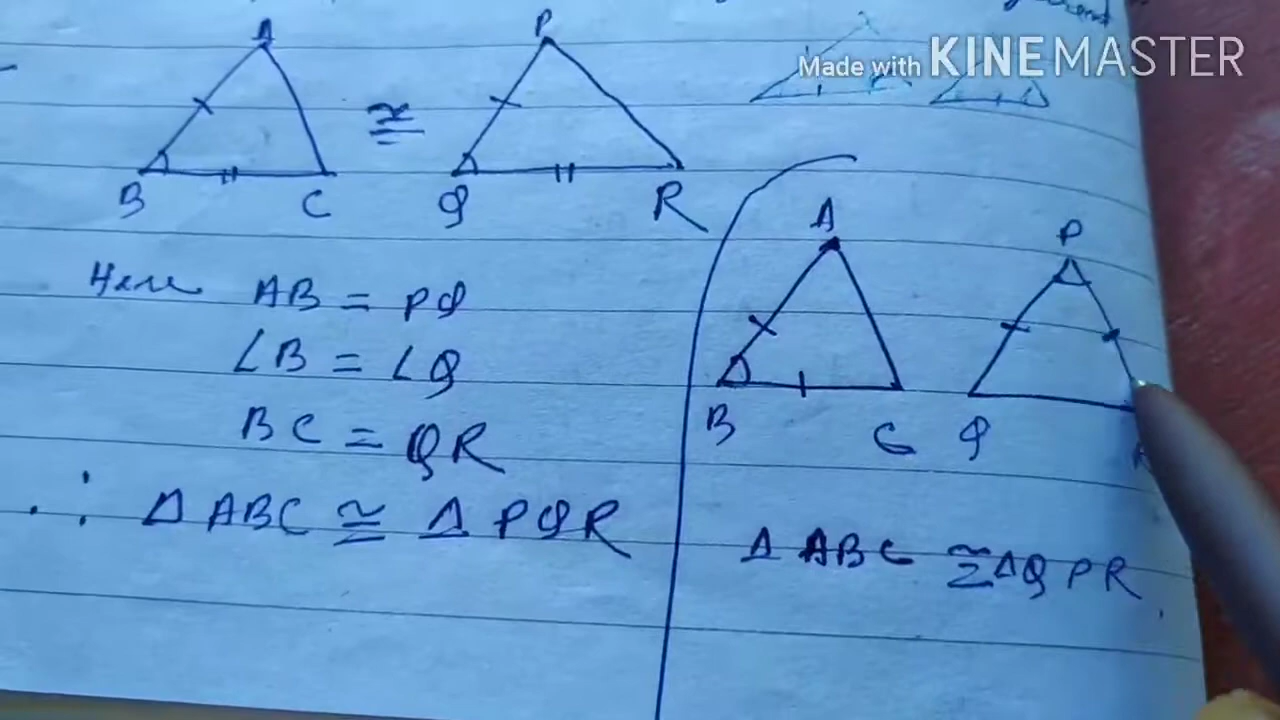 Made with KINEMASTER
A
P
≅
B C Q R
Here AB = PQ
∠B = ∠Q
BC = QR
∴ Δ ABC ≅ Δ PQR
A
P
B C Q
Δ ABC ≅ Δ QPR